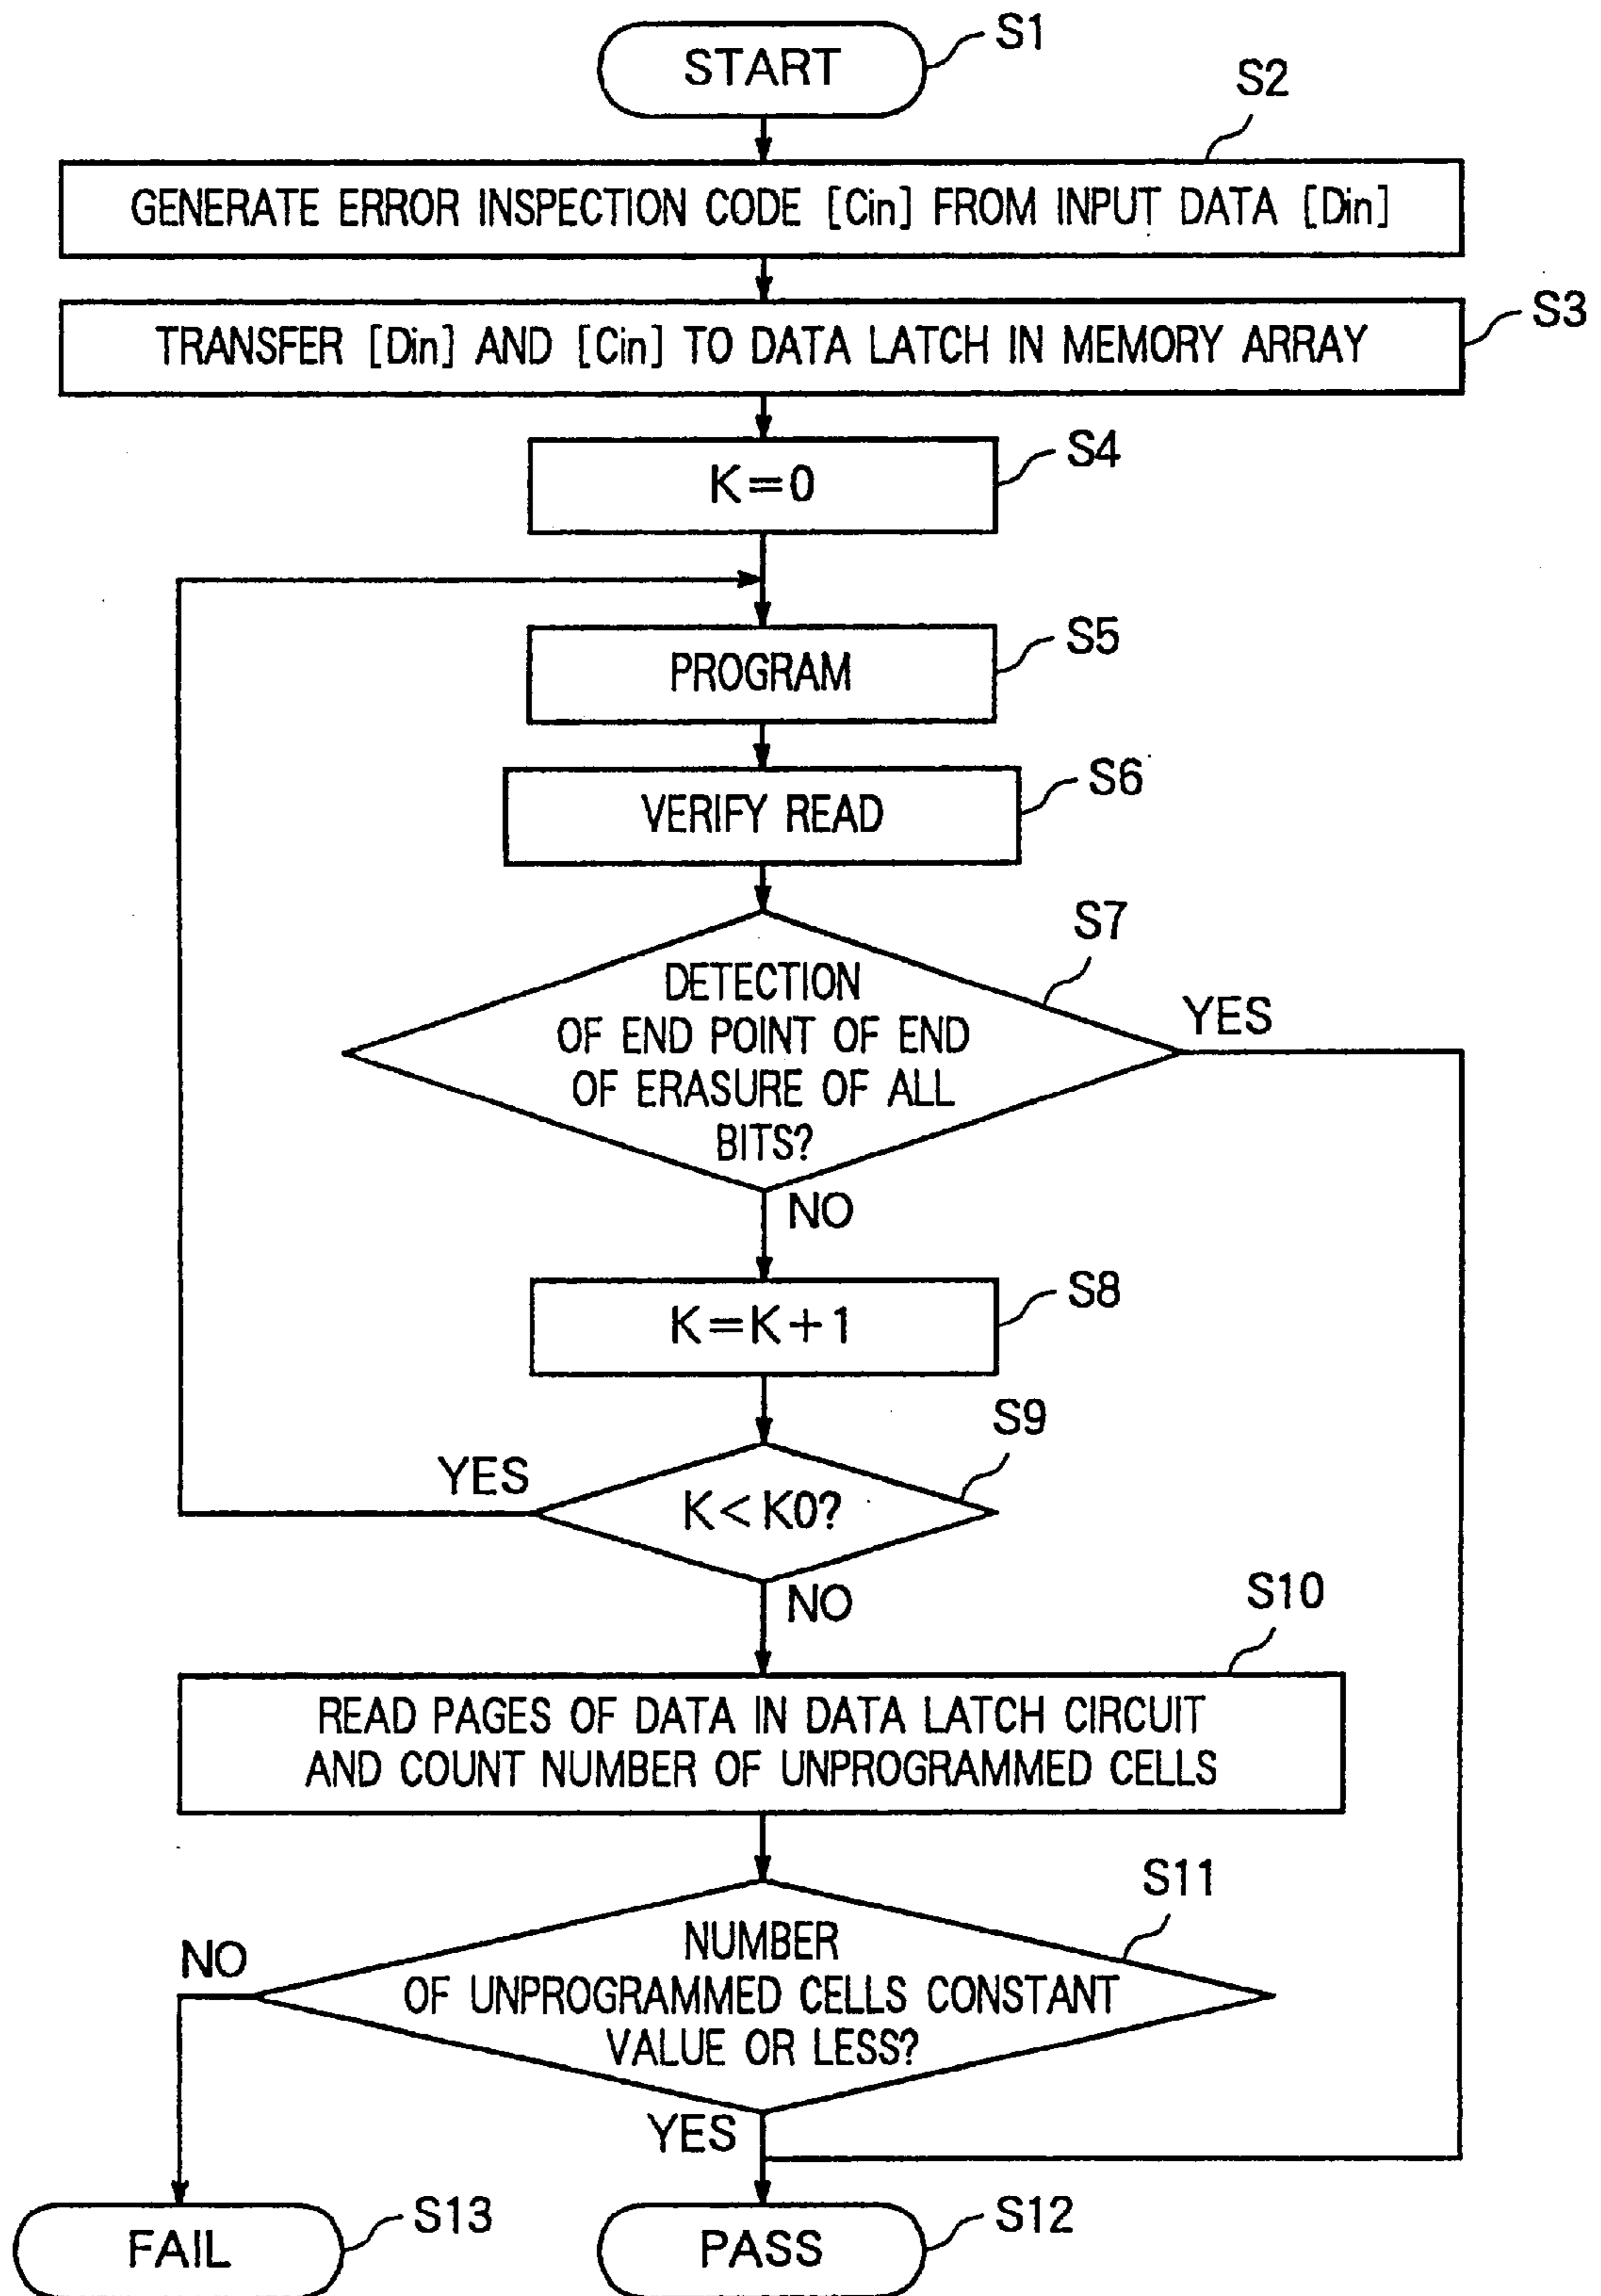 START
S1
S2
GENERATE ERROR INSPECTION CODE [Cin] FROM INPUT DATA [Din]
S3
TRANSFER [Din] AND [Cin] TO DATA LATCH IN MEMORY ARRAY
S4
K=0
S5
PROGRAM
S6
VERIFY READ
S7
DETECTION
OF END POINT OF END
OF ERASURE OF ALL
BITS?
YES
NO
S8
K=K+1
S9
YES
K<K0?
NO
S10
READ PAGES OF DATA IN DATA LATCH CIRCUIT
AND COUNT NUMBER OF UNPROGRAMMED CELLS
S11
NO
NUMBER
OF UNPROGRAMMED CELLS CONSTANT
VALUE OR LESS?
YES
FAIL
S13
PASS
S12